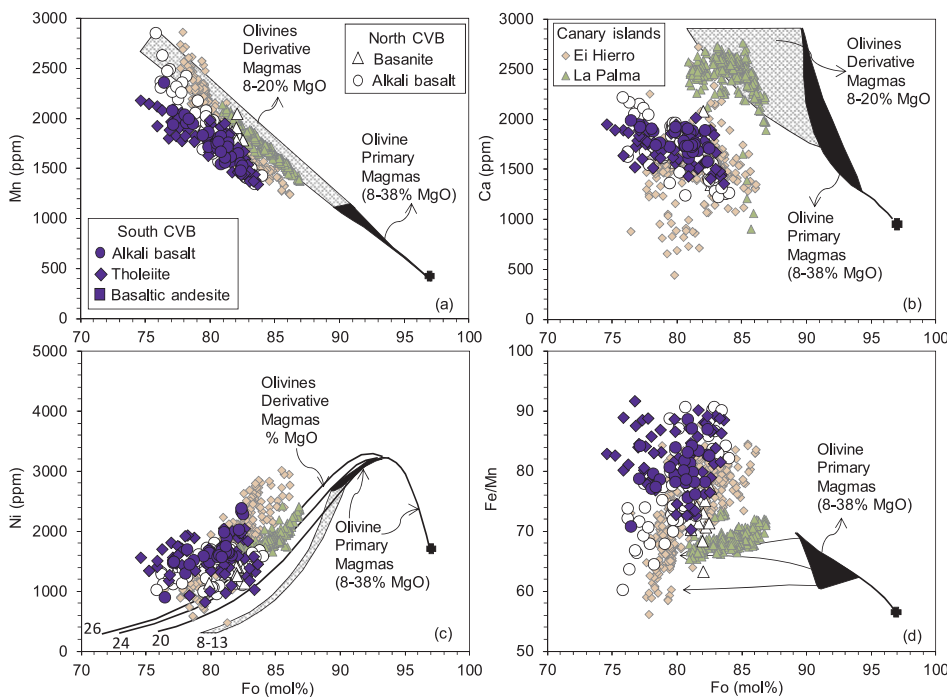 3000
2500
2000
1500
1000
500
0
Mn (ppm)
70 75 80 85 90 95 100
Olivines
Derivative
Magmas
8-20% MgO
North CVB
Basanite
Alkali basalt
Olivine
Primary
Magmas
(8-38% MgO)
South CVB
Alkali basalt
Tholeiite
Basaltic andesite
(a)
3000
2500
2000
1500
1000
500
0
Ca (ppm)
70 75 80 85 90 95 100
Canary islands
Ei Hierro
La Palma
Olivines
Derivative
Magmas
8-20% MgO
Olivine
Primary
Magmas
(8-38% MgO)
(b)
5000
4000
3000
2000
1000
0
Ni (ppm)
Olivines
Derivative
Magmas
% MgO
Olivine
Primary
Magmas
(8-38% MgO)
26
24
20
8-13
(c)
70 75 80 85 90 95 100
Fo (mol%)
100
90
80
70
60
50
Fe/Mn
Olivine
Primary
Magmas
(8-38% MgO)
(d)
70 75 80 85 90 95 100
Fo (mol%)